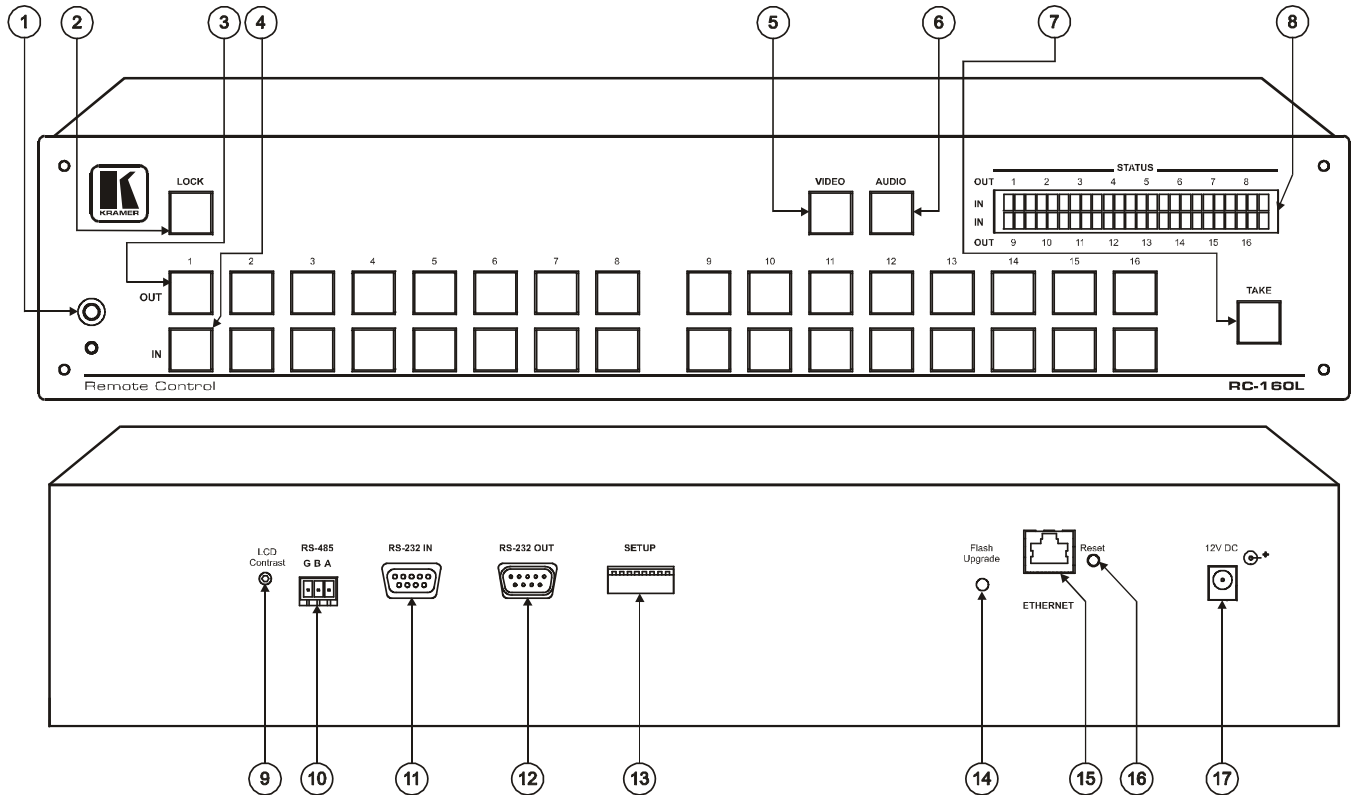 1 2 3 4 5 6 7 8
STATUS
LOCK VIDEO AUDIO
OUT 1 2 3 4 5 6 7 8
IN
IN
OUT 9 10 11 12 13 14 15 16
K
KRAMER
1 2 3 4 5 6 7 8 9 10 11 12 13 14 15 16
OUT
TAKE
IN
Remote Control RC-160L
LCD
Contrast
RS-485
G B A
RS-232 IN
RS-232 OUT
SETUP
Flash
Upgrade
Reset
ETHERNET
12V DC
+
9 10 11 12 13 14 15 16 17